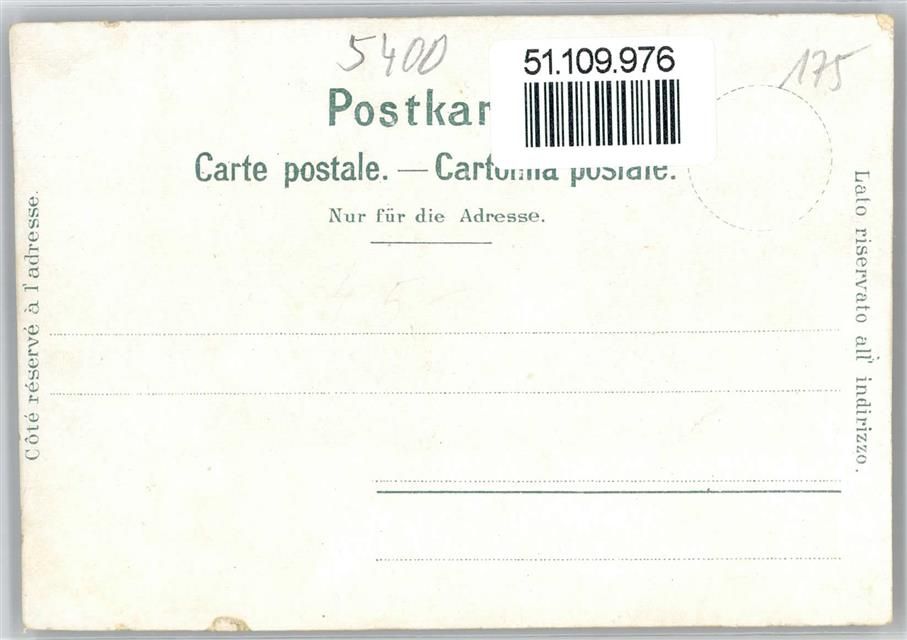 5400
51.109.976
175
Postkar
Carte postale. — Cartolina postale.
Nur für die Adresse.
Côté réservé à l'adresse.
Lato riservato all' indirizzo.